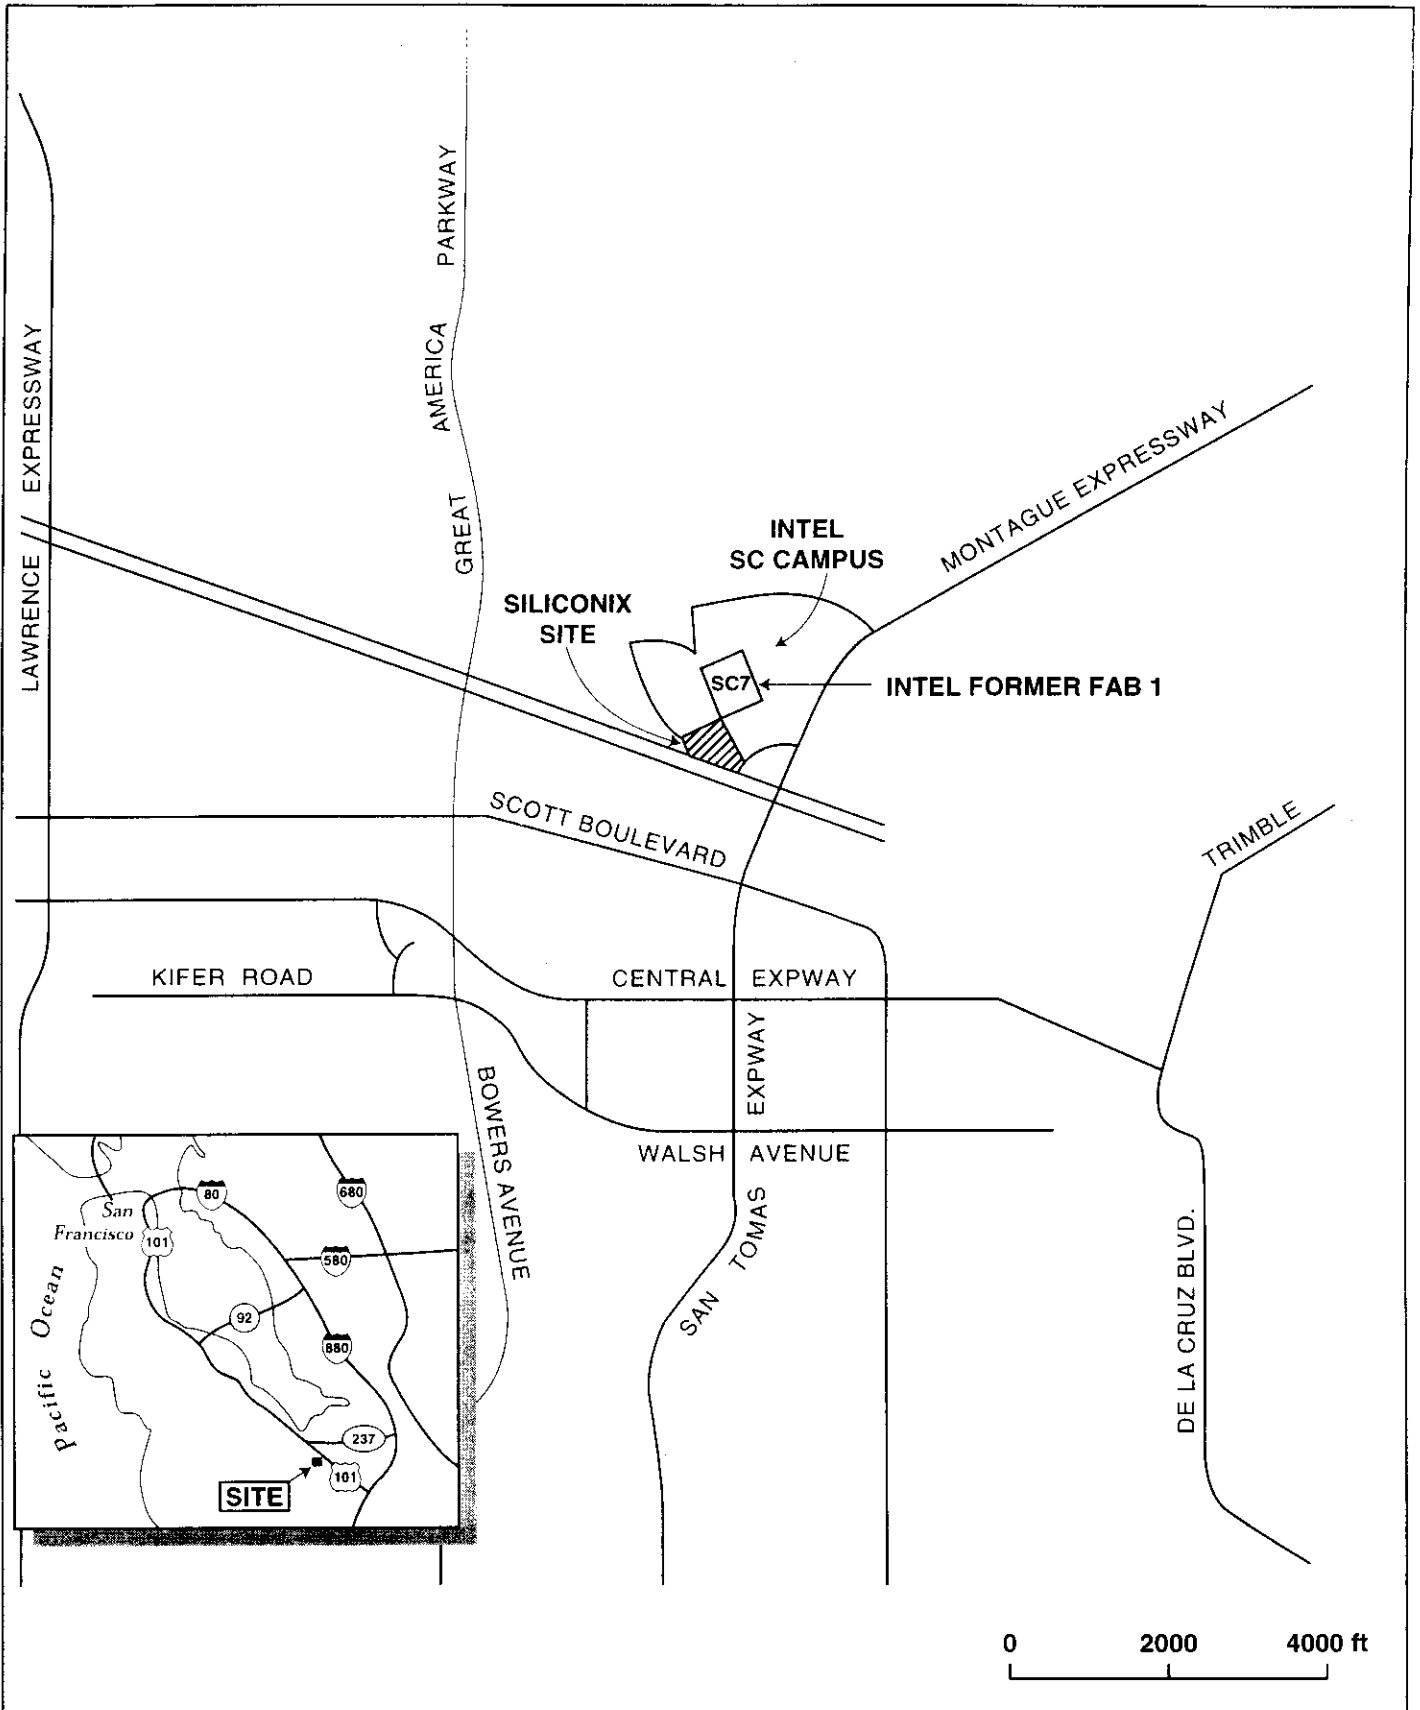 LAWRENCE EXPRESSWAY
GREAT AMERICA PARKWAY
MONTAGUE EXPRESSWAY
INTEL
SC CAMPUS
SILICONIX
SITE
SC7
INTEL FORMER FAB 1
SCOTT BOULEVARD
TRIMBLE
KIFER ROAD
CENTRAL EXPWAY
BOWERS AVENUE
SAN TOMAS EXPWAY
WALSH AVENUE
DE LA CRUZ BLVD.
San
Francisco
Pacific Ocean
80
680
101
580
92
880
237
101
SITE
0 2000 4000 ft